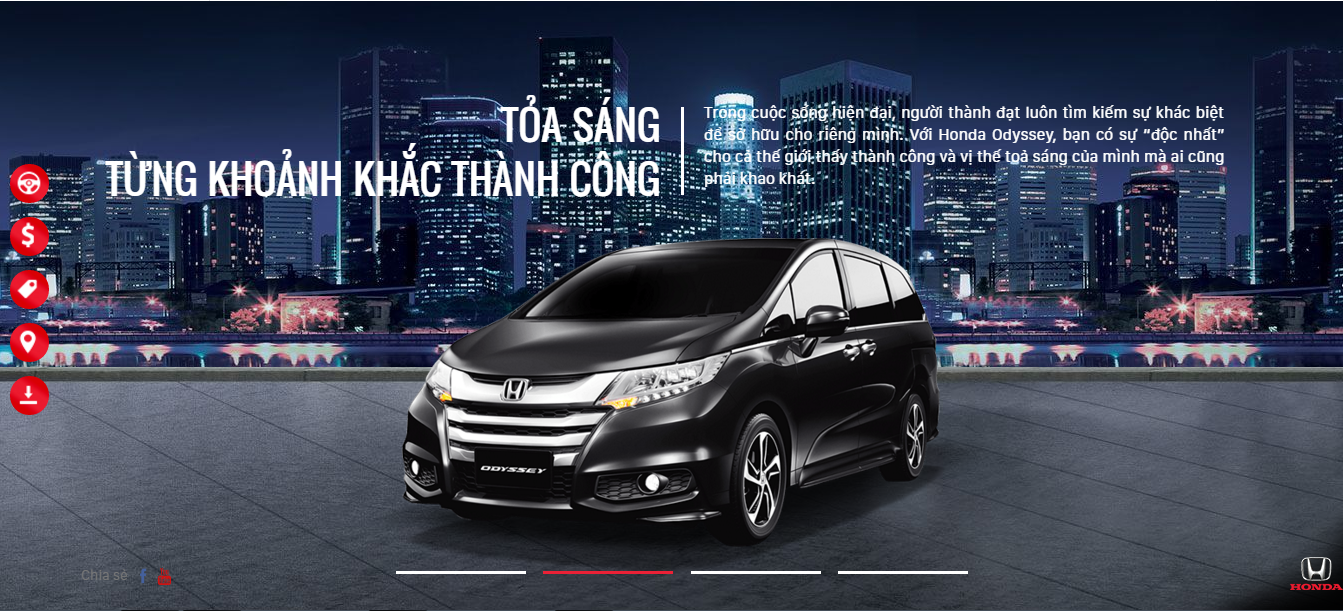 TỎA SÁNG
TỪNG KHOẢNH KHẮC THÀNH CÔNG
Trong cuộc sống hiện đại, người thành đạt luôn tìm kiếm sự khác biệt
để sở hữu cho riêng mình. Với Honda Odyssey, bạn có sự “độc nhất”
cho cả thế giới thấy thành công và vị thế toả sáng của mình mà ai cũng
phải khao khát.
ODYSSEY
Chia sẻ
HONDA